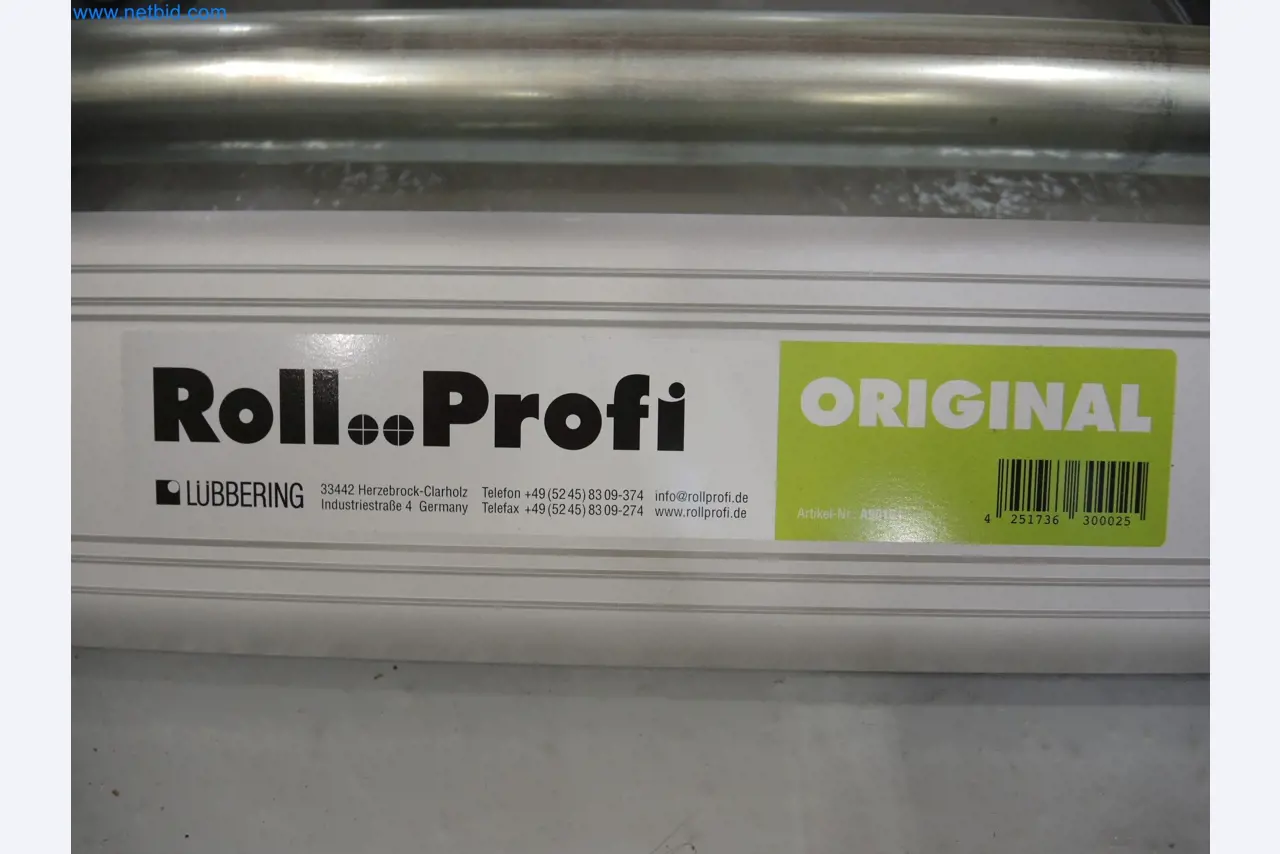 www.netbid.com
Roll..Profi
ORIGINAL
LÜBBERING
33442 Herzebrock-Clarholz Telefon +49 (52 45) 83 09-374 info@rollprofi.de
Industriestraße 4 Germany Telefax +49 (52 45) 83 09-274 www.rollprofi.de
Artikel-Nr.:
4 251736 300025